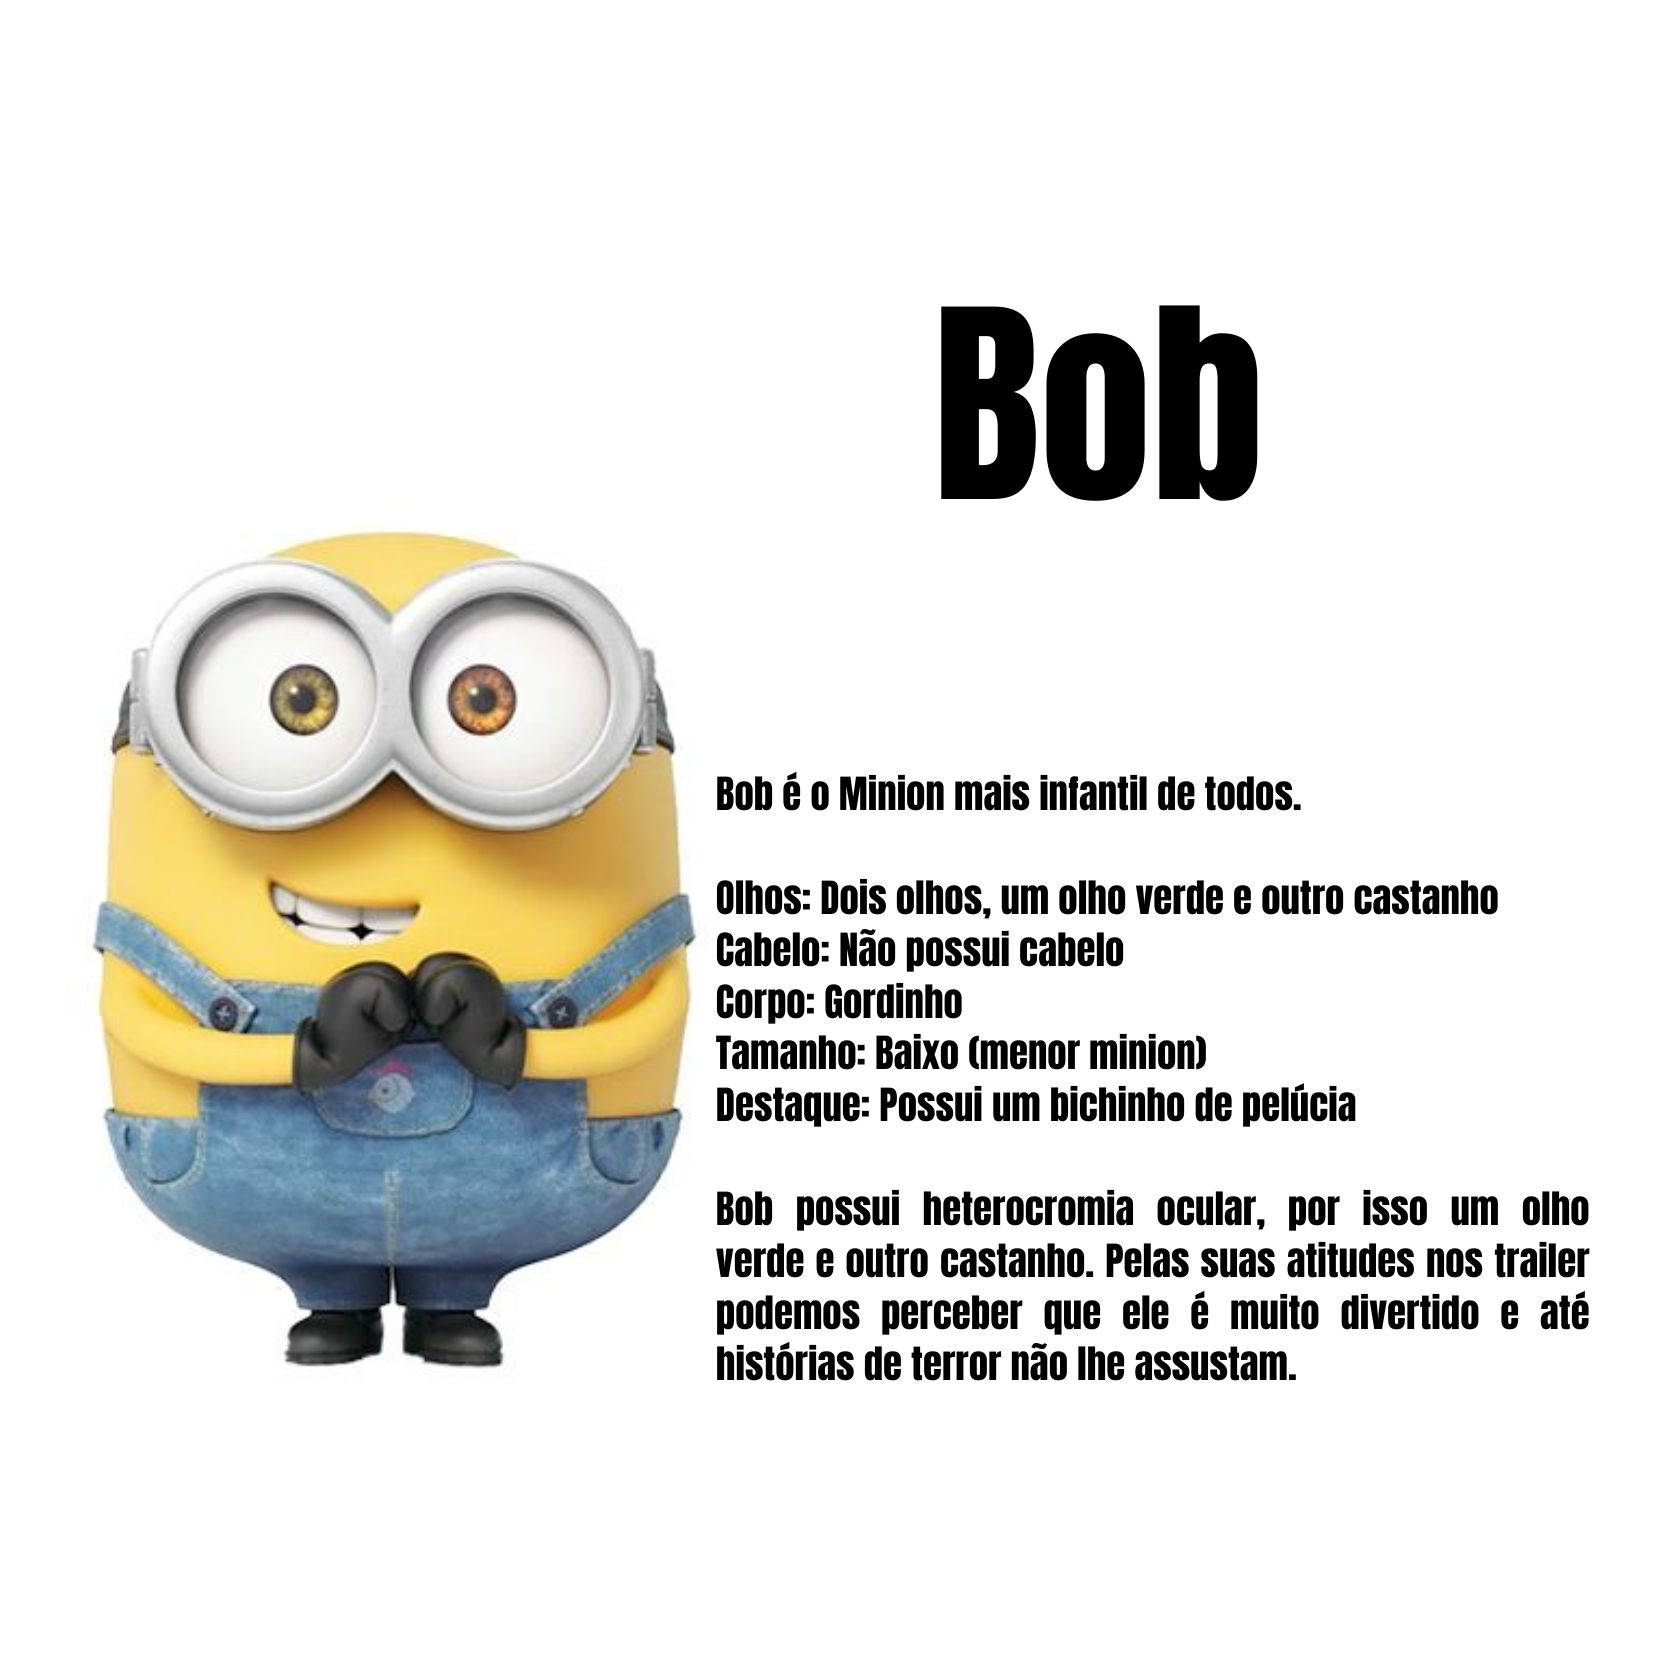 Bob
Bob é o Minion mais infantil de todos.
Olhos: Dois olhos, um olho verde e outro castanho
Cabelo: Não possui cabelo
Corpo: Gordinho
Tamanho: Baixo (menor minion)
Destaque: Possui um bichinho de pelúcia
Bob possui heterocromia ocular, por isso um olho
verde e outro castanho. Pelas suas atitudes nos trailer
podemos perceber que ele é muito divertido e até
histórias de terror não lhe assustam.